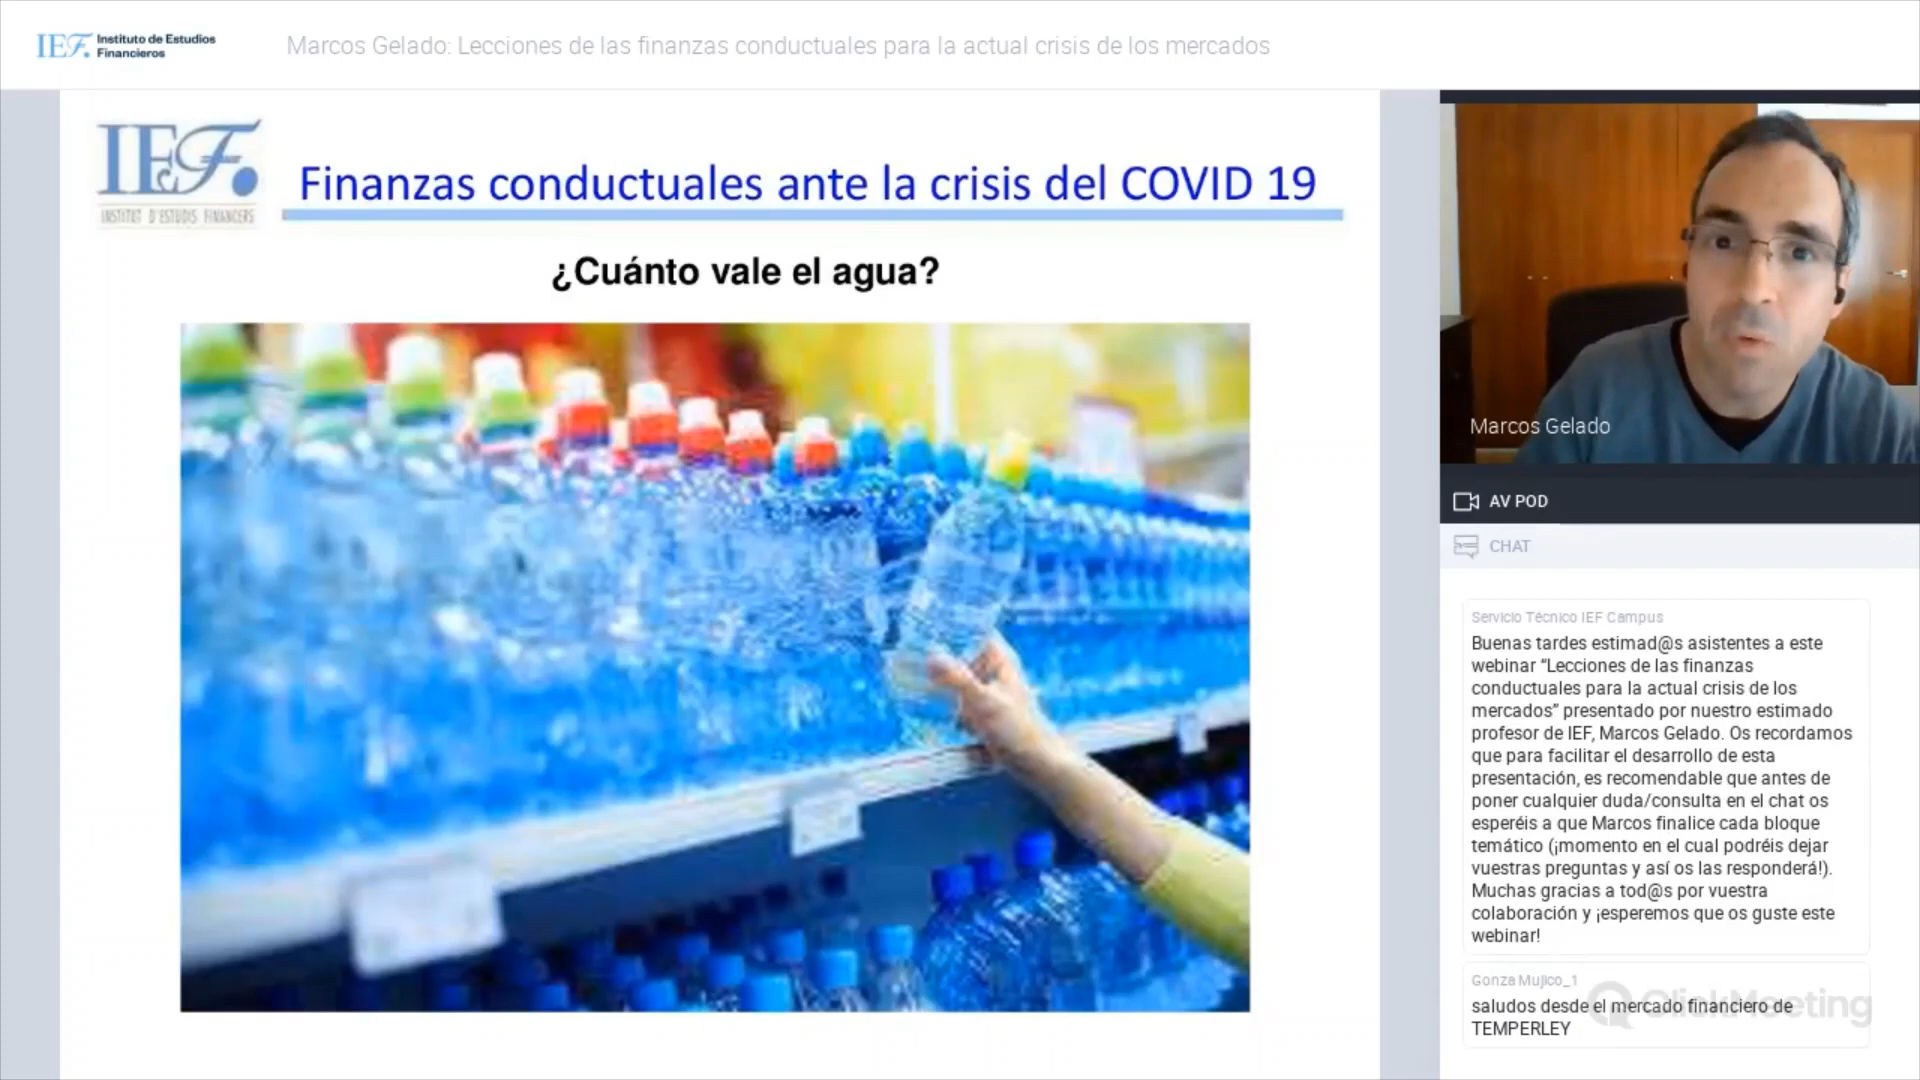 IEF. Instituto de Estudios
Financieros
Marcos Gelado: Lecciones de las finanzas conductuales para la actual crisis de los mercados
IEF.
INSTITUT D'ESTUDIS FINANCERS
Finanzas conductuales ante la crisis del COVID 19
¿Cuánto vale el agua?
Marcos Gelado
AV POD
CHAT
Servicio Técnico IEF Campus
Buenas tardes estimad@s asistentes a este
webinar “Lecciones de las finanzas
conductuales para la actual crisis de los
mercados” presentado por nuestro estimado
profesor de IEF, Marcos Gelado. Os recordamos
que para facilitar el desarrollo de esta
presentación, es recomendable que antes de
poner cualquier duda/consulta en el chat os
esperéis a que Marcos finalice cada bloque
temático (¡momento en el cual podréis dejar
vuestras preguntas y así os las responderá!).
Muchas gracias a tod@s por vuestra
colaboración y ¡esperemos que os guste este
webinar!
Gonza Mujico_1
saludos desde el mercado financiero de
TEMPERLEY
ClickMeeting